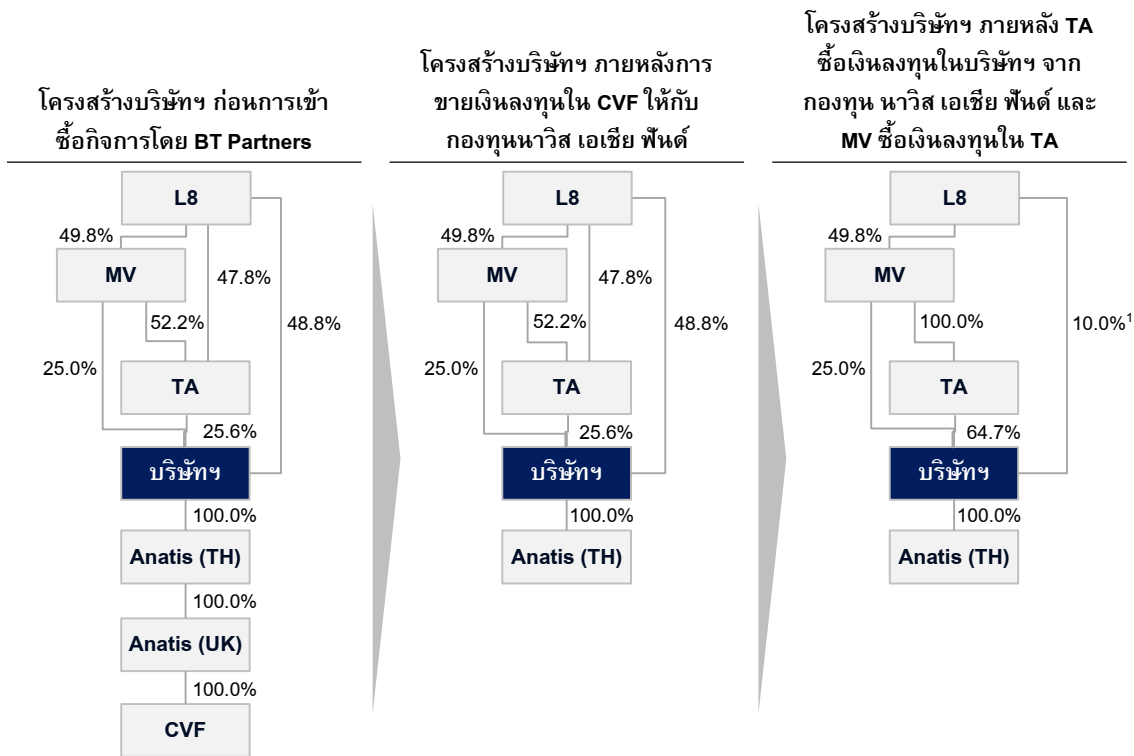 โครงสร้างบริษัทฯ ก่อนการเข้า
ซื้อกิจการโดย BT Partners
L8
49.8%
MV
47.8%
52.2%
48.8%
25.0%
TA
25.6%
บริษัทฯ
100.0%
Anatis (TH)
100.0%
Anatis (UK)
100.0%
CVF
โครงสร้างบริษัทฯ ภายหลังการ
ขายเงินลงทุนใน CVF ให้กับ
กองทุนนาวิส เอเชีย ฟันด์
L8
49.8%
MV
47.8%
52.2%
48.8%
25.0%
TA
25.6%
บริษัทฯ
100.0%
Anatis (TH)
โครงสร้างบริษัทฯ ภายหลัง TA
ซื้อเงินลงทุนในบริษัทฯ จาก
กองทุน นาวิส เอเชีย ฟันด์ และ
MV ซื้อเงินลงทุนใน TA
L8
49.8%
MV
100.0%
10.0%¹
25.0%
TA
64.7%
บริษัทฯ
100.0%
Anatis (TH)